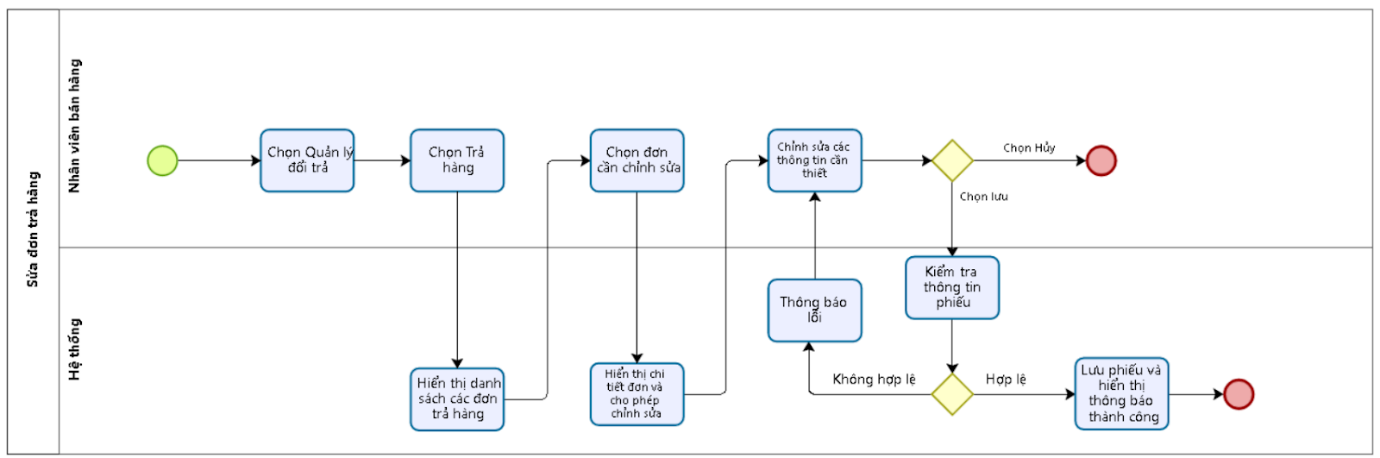 Sửa đơn trả hàng
Nhân viên bán hàng
Chọn Quản lý
đổi trả
Chọn Trả
hàng
Chọn đơn
cần chỉnh sửa
Chỉnh sửa các
thông tin cần
thiết
Chọn Hủy
Chọn lưu
Hệ thống
Hiển thị danh
sách các đơn
trả hàng
Hiển thị chi
tiết đơn và
cho phép
chỉnh sửa
Thông báo
lỗi
Kiểm tra
thông tin
phiếu
Không hợp lệ
Hợp lệ
Lưu phiếu và
hiển thị
thông báo
thành công